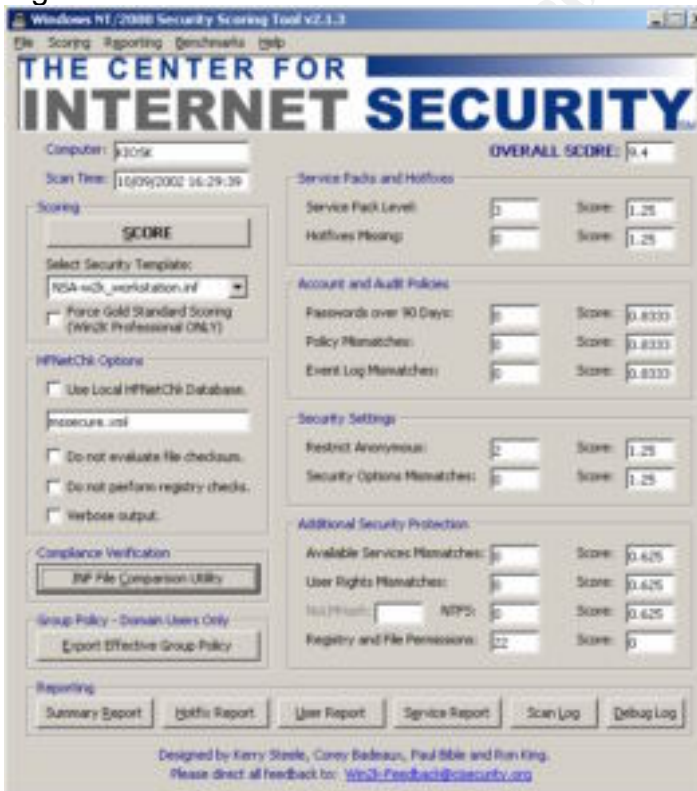 Windows NT/2000 Security Scoring Tool v2.1.3
File Scoring Reporting Benchmarks Help
THE CENTER FOR
INTERNET SECURITY
Computer: KIOSK
OVERALL SCORE: 9.4
Scan Time: 10/09/2002 16:29:39
Scoring
SCORE
Select Security Template:
NSA-w2k_workstation.inf
Force Gold Standard Scoring
(Win2K Professional ONLY)
HFNetChk Options
Use Local HFNetChk Database.
mssecure.xml
Do not evaluate file checksum.
Do not perform registry checks.
Verbose output.
Compliance Verification
INF File Comparison Utility
Group Policy - Domain Users Only
Export Effective Group Policy
Service Packs and Hotfixes
Service Pack Level: 3 Score: 1.25
Hotfixes Missing: 0 Score: 1.25
Account and Audit Policies
Passwords over 90 Days: 0 Score: 0.8333
Policy Mismatches: 0 Score: 0.8333
Event Log Mismatches: 0 Score: 0.8333
Security Settings
Restrict Anonymous: 2 Score: 1.25
Security Options Mismatches: 0 Score: 1.25
Additional Security Protection
Available Services Mismatches: 0 Score: 0.625
User Rights Mismatches: 0 Score: 0.625
NoLMHash: NTFS: 0 Score: 0.625
Registry and File Permissions: 22 Score: 0
Reporting
Summary Report Hotfix Report User Report Service Report Scan Log Debug Log
Designed by Kerry Steele, Corey Badeaux, Paul Bible and Ron King.
Please direct all feedback to: Win2k-Feedback@cisecurity.org